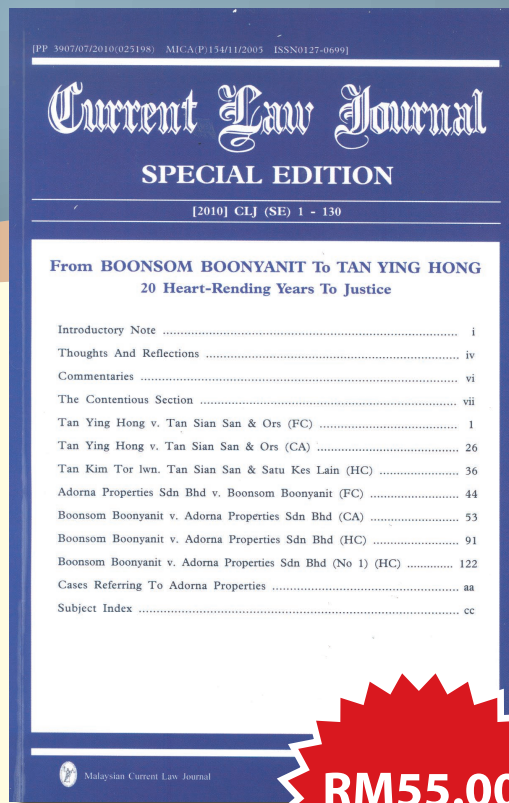 [PP 3907/07/2010(025198) MICA(P)154/11/2005 ISSN0127-0699]
Current Law Journal
SPECIAL EDITION
[2010] CLJ (SE) 1 - 130
From BOONSOM BOONYANIT To TAN YING HONG
20 Heart-Rending Years To Justice
Introductory Note ........ i
Thoughts And Reflections ........ iv
Commentaries ........ vi
The Contentious Section ........ vii
Tan Ying Hong v. Tan Sian San & Ors (FC) ........ 1
Tan Ying Hong v. Tan Sian San & Ors (CA) ........ 26
Tan Kim Tor lwn. Tan Sian San & Satu Kes Lain (HC) ........ 36
Adorna Properties Sdn Bhd v. Boonsom Boonyanit (FC) ........ 44
Boonsom Boonyanit v. Adorna Properties Sdn Bhd (CA) ........ 53
Boonsom Boonyanit v. Adorna Properties Sdn Bhd (HC) ........ 91
Boonsom Boonyanit v. Adorna Properties Sdn Bhd (No 1) (HC) ........ 122
Cases Referring To Adorna Properties ........ aa
Subject Index ........ cc
Malaysian Current Law Journal
RM55.00